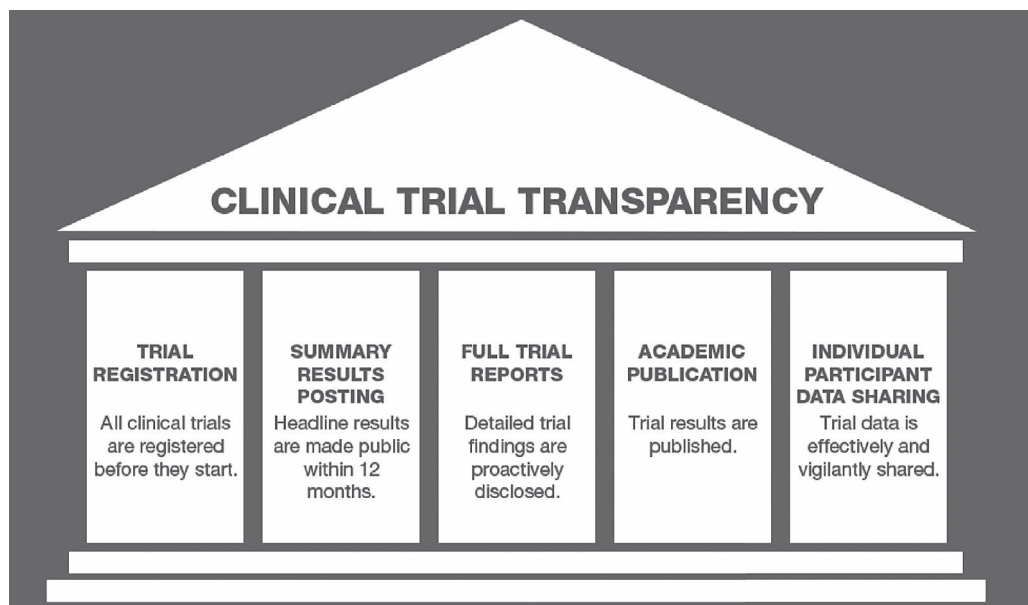 CLINICAL TRIAL TRANSPARENCY
TRIAL
REGISTRATION
All clinical trials
are registered
before they start.
SUMMARY
RESULTS
POSTING
Headline results
are made public
within 12
months.
FULL TRIAL
REPORTS
Detailed trial
findings are
proactively
disclosed.
ACADEMIC
PUBLICATION
Trial results are
published.
INDIVIDUAL
PARTICIPANT
DATA SHARING
Trial data is
effectively and
vigilantly shared.